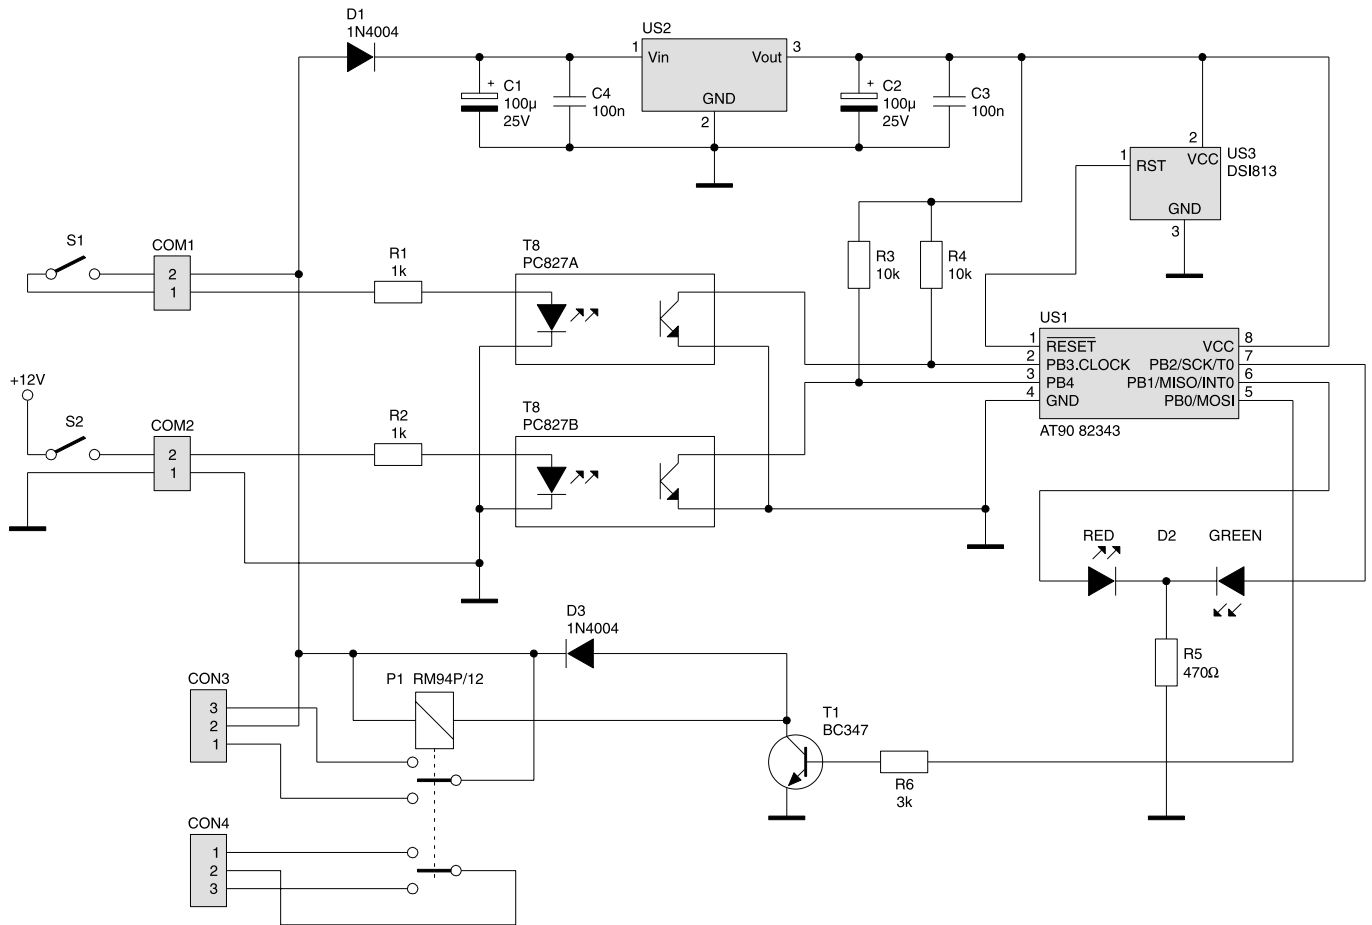 D1
1N4004
US2
1
Vin
Vout
3
GND
2
+
C1
100µ
25V
C4
100n
+
C2
100µ
25V
C3
100n
2
US3
DSI813
1
RST
VCC
GND
3
S1
COM1
2
1
R1
1k
T8
PC827A
R3
10k
R4
10k
US1
1
RESET
VCC
8
2
PB3.CLOCK
PB2/SCK/T0
7
3
PB4
PB1/MISO/INT0
6
4
GND
PB0/MOSI
5
AT90 82343
+12V
S2
COM2
2
1
R2
1k
T8
PC827B
RED
D2
GREEN
D3
1N4004
R5
470Ω
CON3
3
2
1
P1 RM94P/12
T1
BC347
R6
3k
CON4
1
2
3